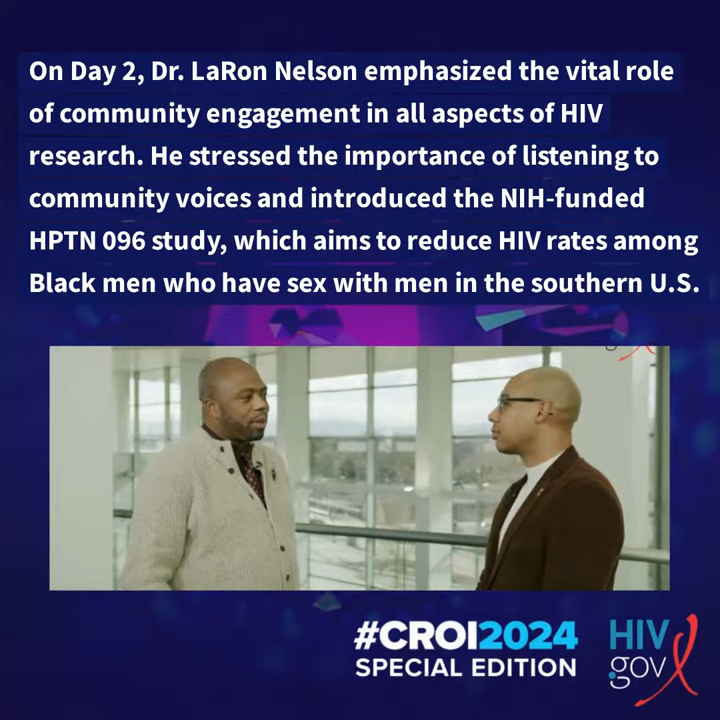 On Day 2, Dr. LaRon Nelson emphasized the vital role
of community engagement in all aspects of HIV
research. He stressed the importance of listening to
community voices and introduced the NIH-funded
HPTN 096 study, which aims to reduce HIV rates among
Black men who have sex with men in the southern U.S.
#CROI2024
SPECIAL EDITION
HIV
.gov